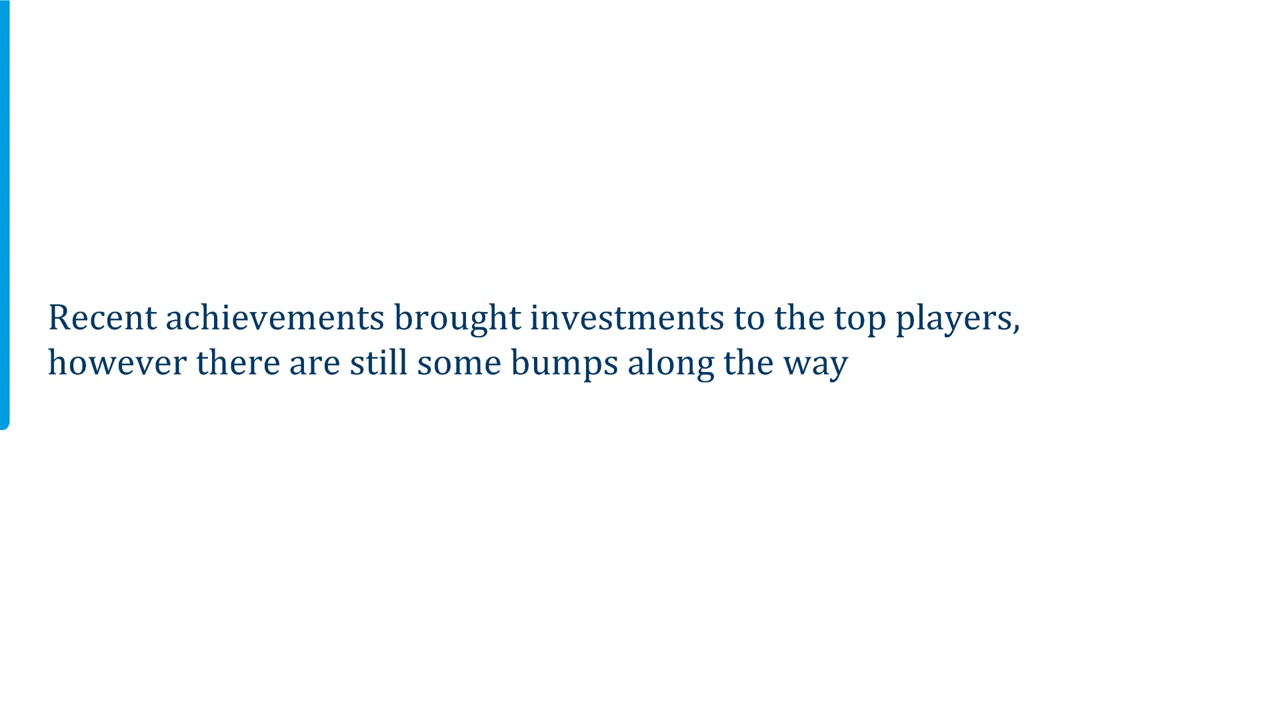 Recent achievements brought investments to the top players,
however there are still some bumps along the way